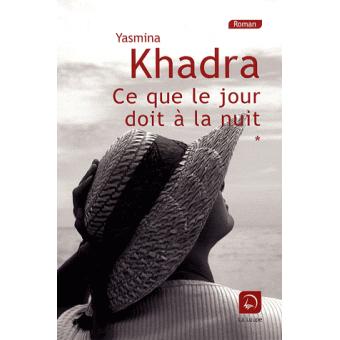 Roman
Yasmina
Khadra
Ce que le jour
doit à la nuit
*